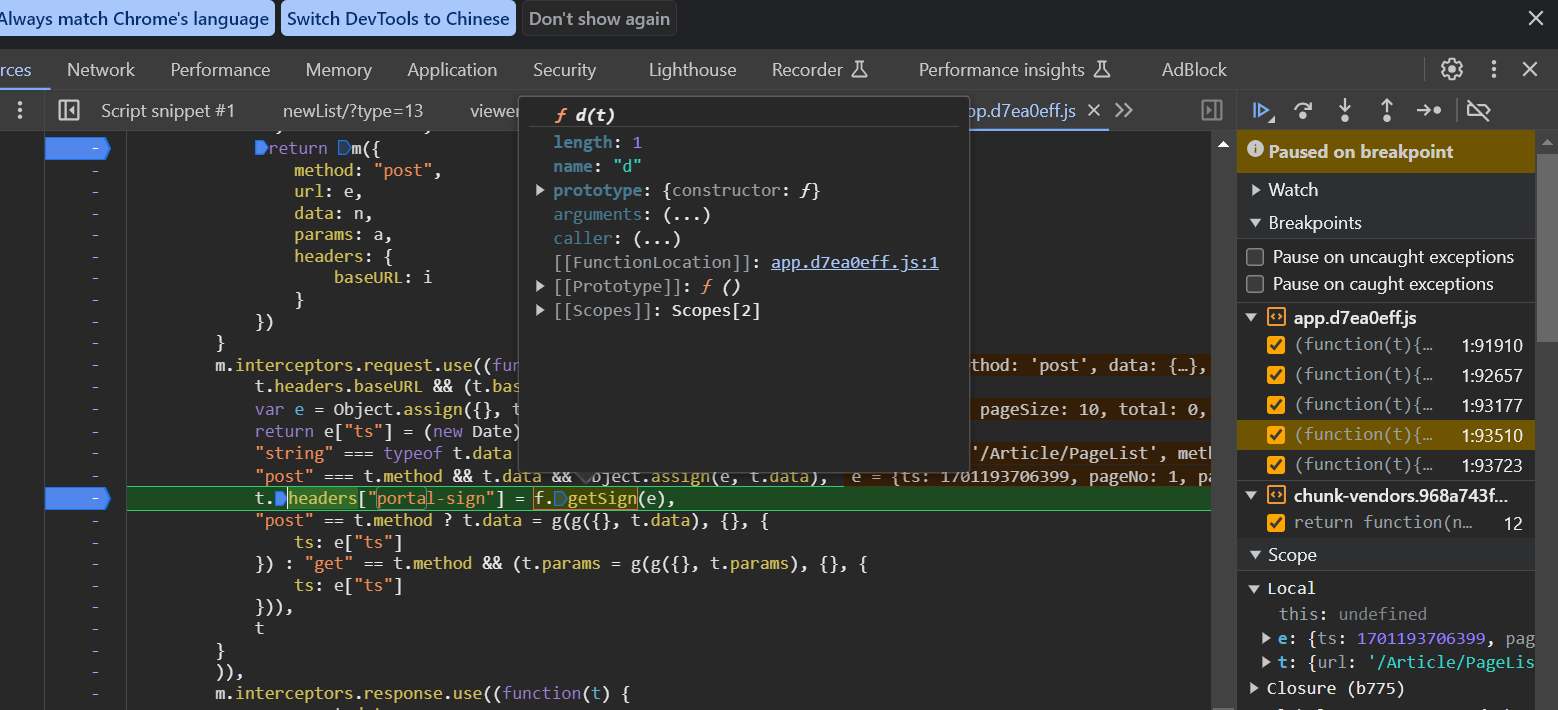 Always match Chrome's language Switch DevTools to Chinese Don't show again
rces Network Performance Memory Application Security Lighthouse Recorder Performance insights AdBlock
Script snippet #1 newList/?type=13 viewer app.d7ea0eff.js
return m({
method: "post",
url: e,
data: n,
params: a,
headers: {
baseURL: i
}
})
}
m.interceptors.request.use((fun thod: 'post', data: {…},
t.headers.baseURL && (t.bas
var e = Object.assign({}, t pageSize: 10, total: 0,
return e["ts"] = (new Date)
"string" === typeof t.data '/Article/PageList', meth
"post" === t.method && t.data && Object.assign(e, t.data), e = {ts: 1701193706399, pageNo: 1, pa
t.headers["portal-sign"] = f.getSign(e),
"post" == t.method ? t.data = g(g({}, t.data), {}, {
ts: e["ts"]
}) : "get" == t.method && (t.params = g(g({}, t.params), {}, {
ts: e["ts"]
})),
t
}
)),
m.interceptors.response.use((function(t) {
ƒ d(t)
length: 1
name: "d"
prototype: {constructor: ƒ}
arguments: (...)
caller: (...)
[[FunctionLocation]]: app.d7ea0eff.js:1
[[Prototype]]: ƒ ()
[[Scopes]]: Scopes[2]
Paused on breakpoint
Watch
Breakpoints
Pause on uncaught exceptions
Pause on caught exceptions
app.d7ea0eff.js
(function(t){… 1:91910
(function(t){… 1:92657
(function(t){… 1:93177
(function(t){… 1:93510
(function(t){… 1:93723
chunk-vendors.968a743f…
return function(n… 12
Scope
Local
this: undefined
e: {ts: 1701193706399, pag
t: {url: '/Article/PageLis
Closure (b775)